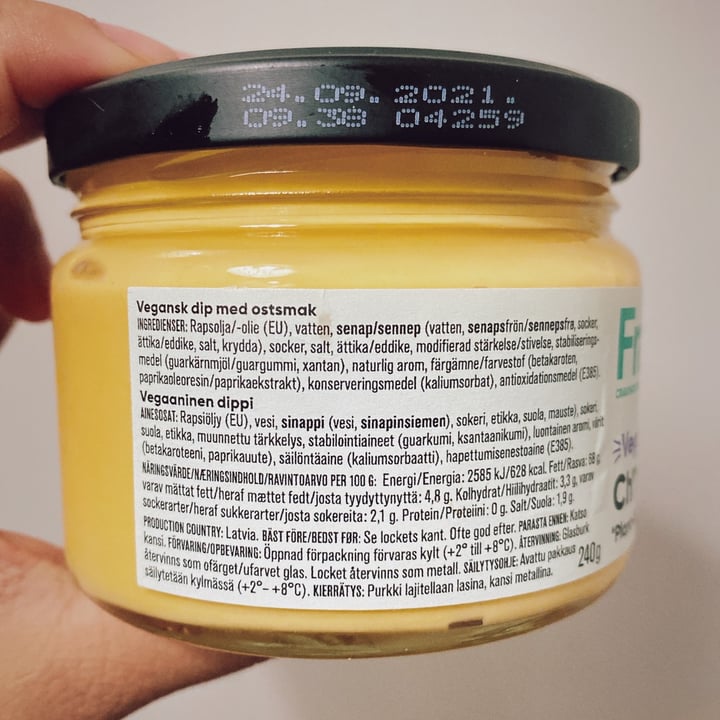 24.09.2021.
09.38 04259
Vegansk dip med ostsmak
INGREDIENSER: Rapsolja/-olie (EU), vatten, senap/sennep (vatten, senapsfrön/sennepsfrø, socker,
ättika/eddike, salt, krydda), socker, salt, ättika/eddike, modifierad stärkelse/stivelse, stabiliserings-
medel (guarkärnmjöl/guargummi, xantan), naturlig arom, färgämne/farvestof (betakaroten,
paprikaoleoresin/paprikaekstrakt), konserveringsmedel (kaliumsorbat), antioxidationsmedel (E385).
Vegaaninen dippi
AINESOSAT: Rapsiöljy (EU), vesi, sinappi (vesi, sinapinsiemen), sokeri, etikka, suola, mauste), sokeri,
suola, etikka, muunnettu tärkkelys, stabilointiaineet (guarkumi, ksantaanikumi), luontainen aromi, värit
(betakaroteeni, paprikauute), säilöntäaine (kaliumsorbaatti), hapettumisenestoaine (E385).
NÄRINGSVÄRDE/NÆRINGSINDHOLD/RAVINTOARVO PER 100 G: Energi/Energia: 2585 kJ/628 kcal. Fett/Rasva: 68 g,
varav mättat fett/heraf mættet fedt/josta tyydyttynyttä: 4,8 g. Kolhydrat/Hiilihydraatit: 3,3 g, varav
sockerarter/heraf sukkerarter/josta sokereita: 2,1 g. Protein/Proteiini: 0 g. Salt/Suola: 1,9 g.
PRODUCTION COUNTRY: Latvia. BÄST FÖRE/BEDST FØR: Se lockets kant. Ofte god efter. PARASTA ENNEN: Katso
kansi. FÖRVARING/OPBEVARING: Öppnad förpackning förvaras kylt (+2° till +8°C). ÅTERVINNING: Glasburk
återvinns som ofärget/ufarvet glas. Locket återvinns som metall. SÄILYTYSOHJE: Avattu pakkaus
säilytetään kylmässä (+2°– +8°C). KIERRÄTYS: Purkki lajitellaan lasina, kansi metallina.
240g